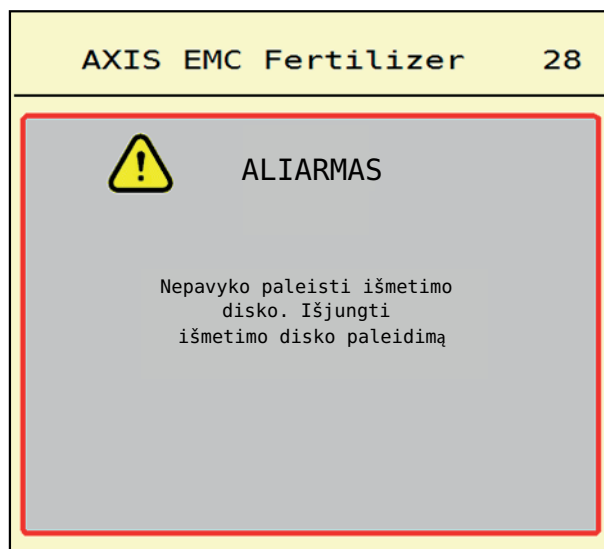 AXIS EMC Fertilizer 28
ALIARMAS
Nepavyko paleisti išmetimo
disko. Išjungti
išmetimo disko paleidimą